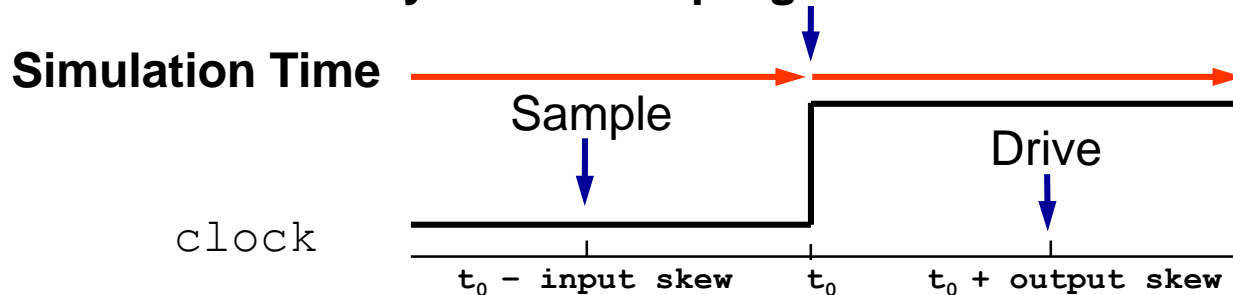 Simulation Time
Sample
Drive
clock
t₀ – input skew t₀ t₀ + output skew